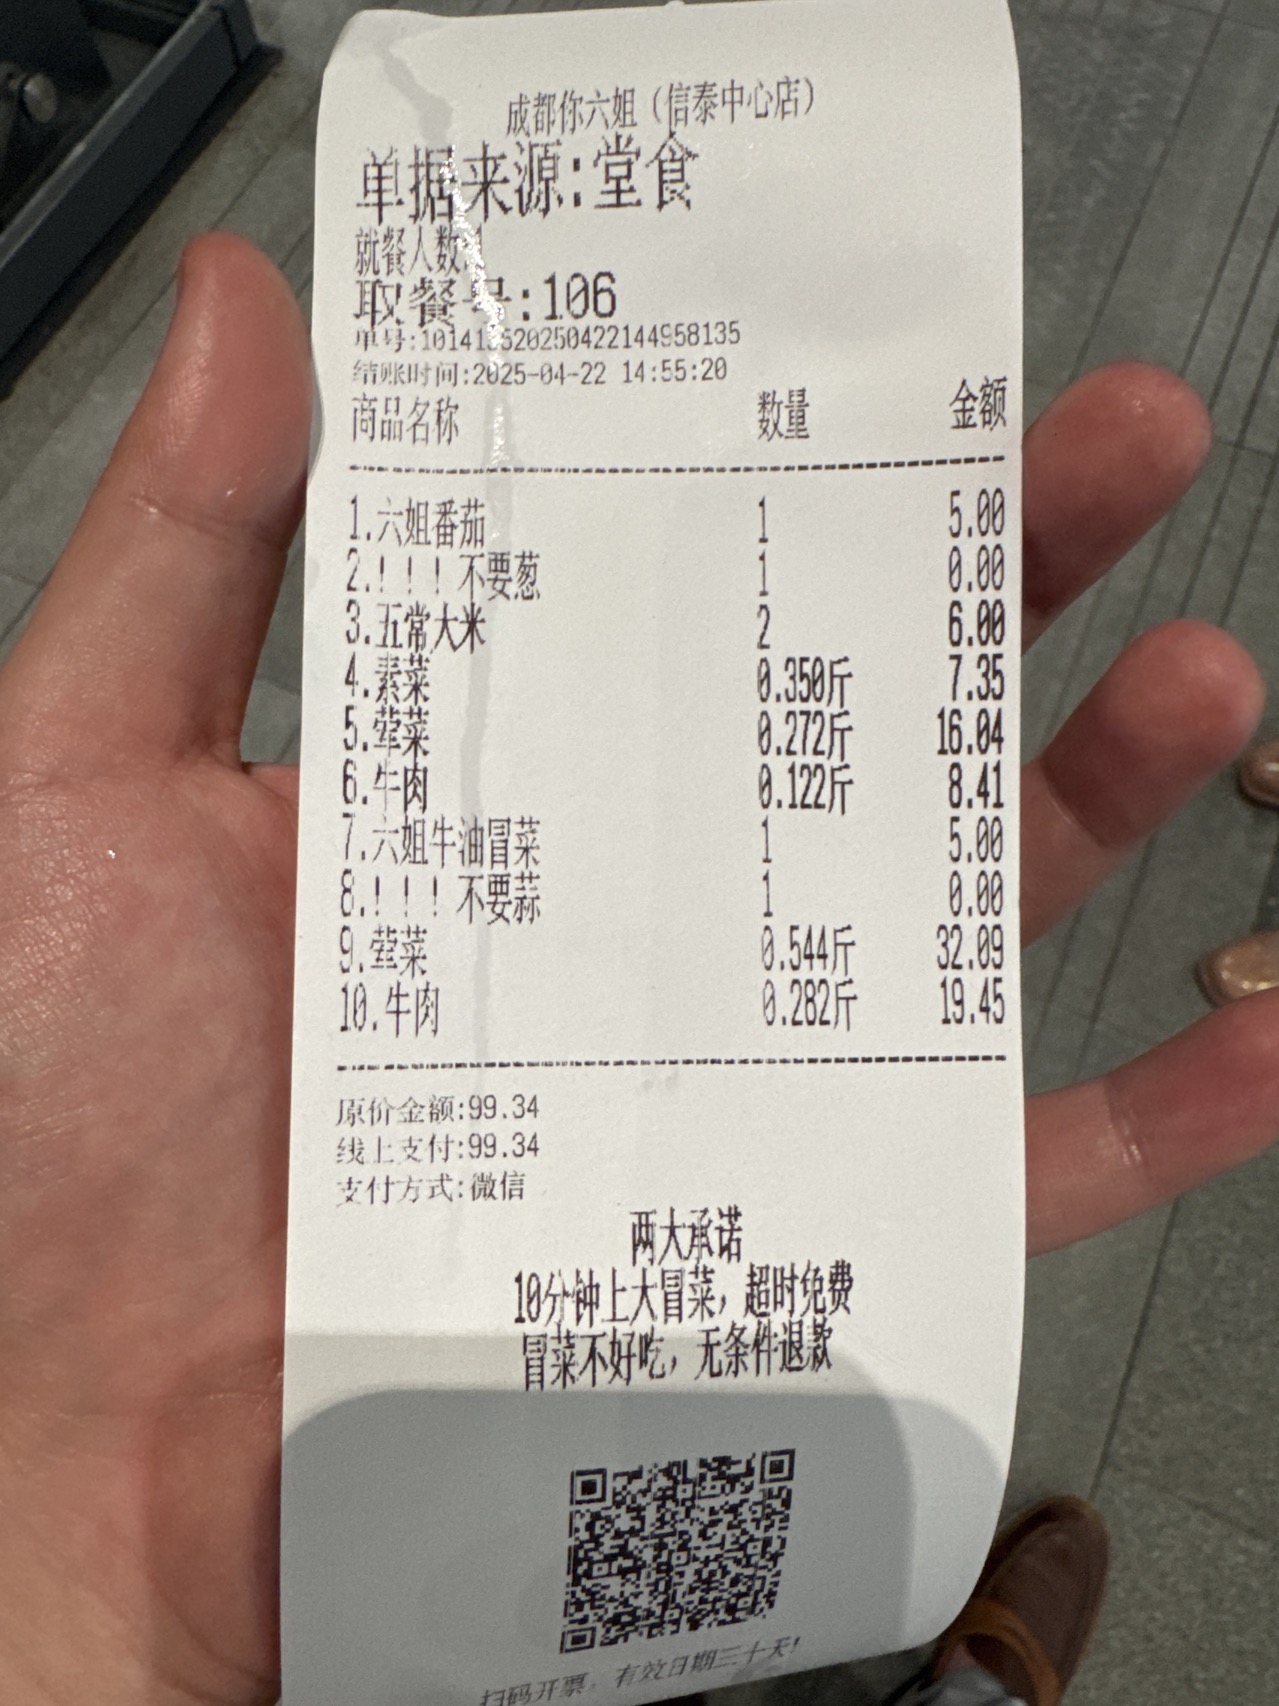 成都你六姐（信泰中心店）
单据来源:堂食
就餐人数:1
取餐号:106
单号:
结账时间:2025-04-22 14:55:20
商品名称 数量 金额
1.六姐番茄 1 5.00
2.！！！不要葱 1 0.00
3.五常大米 2 6.00
4.素菜 0.350斤 7.35
5.荤菜 0.272斤 16.04
6.牛肉 0.122斤 8.41
7.六姐牛油冒菜 1 5.00
8.！！！不要蒜 1 0.00
9.荤菜 0.544斤 32.09
10.牛肉 0.282斤 19.45
原价金额:99.34
线上支付:99.34
支付方式:微信
两大承诺
10分钟上大冒菜，超时免费
冒菜不好吃，无条件退款
扫码开票，有效日期三十天！